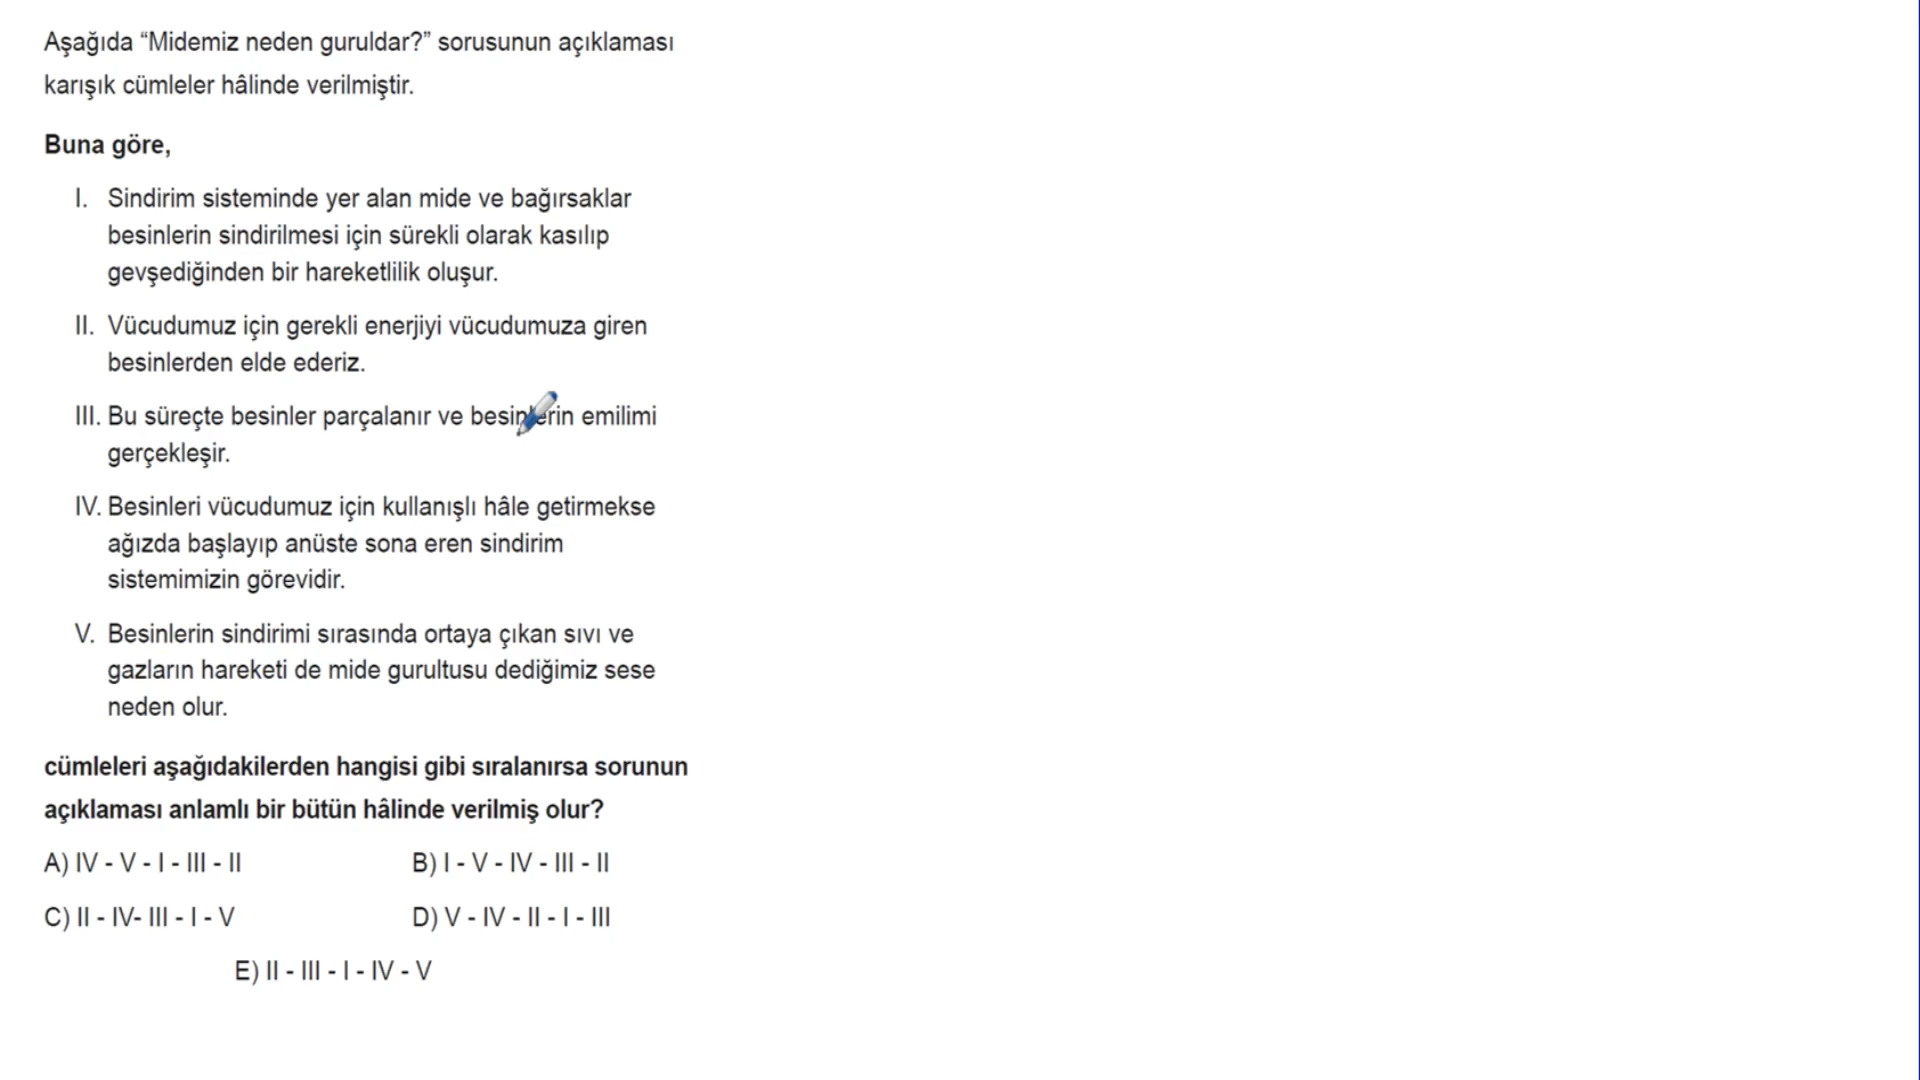 Aşağıda “Midemiz neden guruldar?” sorusunun açıklaması
karışık cümleler hâlinde verilmiştir.
Buna göre,
I. Sindirim sisteminde yer alan mide ve bağırsaklar
besinlerin sindirilmesi için sürekli olarak kasılıp
gevşediğinden bir hareketlilik oluşur.
II. Vücudumuz için gerekli enerjiyi vücudumuza giren
besinlerden elde ederiz.
III. Bu süreçte besinler parçalanır ve besinlerin emilimi
gerçekleşir.
IV. Besinleri vücudumuz için kullanışlı hâle getirmekse
ağızda başlayıp anüste sona eren sindirim
sistemimizin görevidir.
V. Besinlerin sindirimi sırasında ortaya çıkan sıvı ve
gazların hareketi de mide gurultusu dediğimiz sese
neden olur.
cümleleri aşağıdakilerden hangisi gibi sıralanırsa sorunun
açıklaması anlamlı bir bütün hâlinde verilmiş olur?
A) IV - V - I - III - II B) I - V - IV - III - II
C) II - IV- III - I - V D) V - IV - II - I - III
E) II - III - I - IV - V